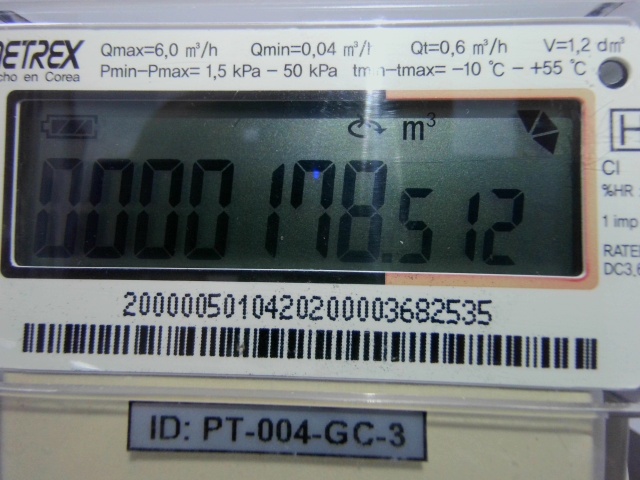 METREX
Qmax=6,0 m³/h Qmin=0,04 m³/h Qt=0,6 m³/h V=1,2 dm³
cho en Corea
Pmin-Pmax= 1,5 kPa - 50 kPa tmin-tmax= -10 °C - +55 °C
H
m³
0000178.512
CI
%HR
1 imp
RATE
DC3,6
20000050104202000003682535
ID: PT-004-GC-3